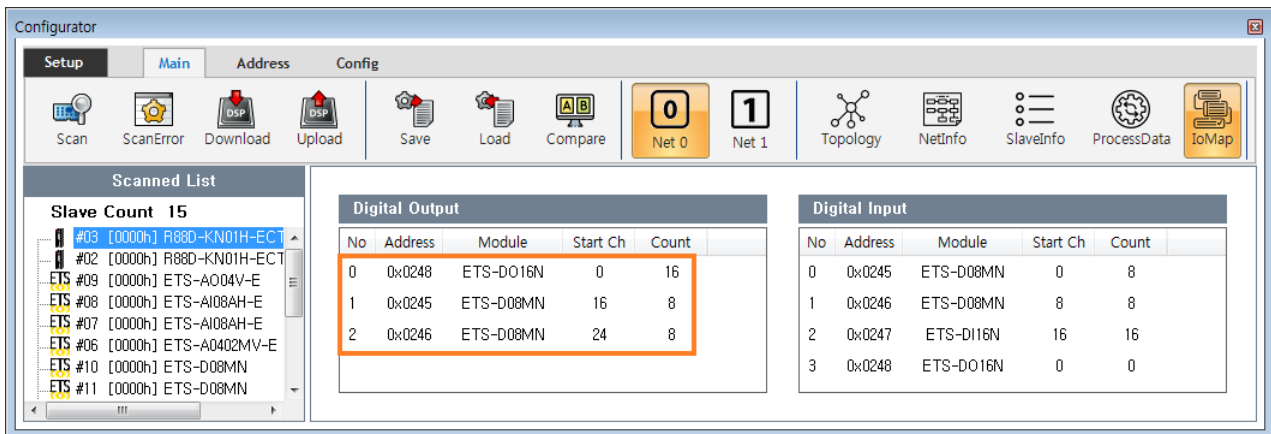 Configurator
Setup Main Address Config
DSP DSP A B 0 1
Scan ScanError Download Upload Save Load Compare Net 0 Net 1 Topology NetInfo SlaveInfo ProcessData IoMap
Scanned List
Slave Count 15
#03 [0000h] R88D-KN01H-ECT
#02 [0000h] R88D-KN01H-ECT
ETS #09 [0000h] ETS-AO04V-E
ETS #08 [0000h] ETS-AI08AH-E
ETS #07 [0000h] ETS-AI08AH-E
ETS #06 [0000h] ETS-A0402MV-E
ETS #10 [0000h] ETS-D08MN
ETS #11 [0000h] ETS-D08MN
Digital Output
No Address Module Start Ch Count
0 0x0248 ETS-DO16N 0 16
1 0x0245 ETS-D08MN 16 8
2 0x0246 ETS-D08MN 24 8
Digital Input
No Address Module Start Ch Count
0 0x0245 ETS-D08MN 0 8
1 0x0246 ETS-D08MN 8 8
2 0x0247 ETS-DI16N 16 16
3 0x0248 ETS-DO16N 0 0